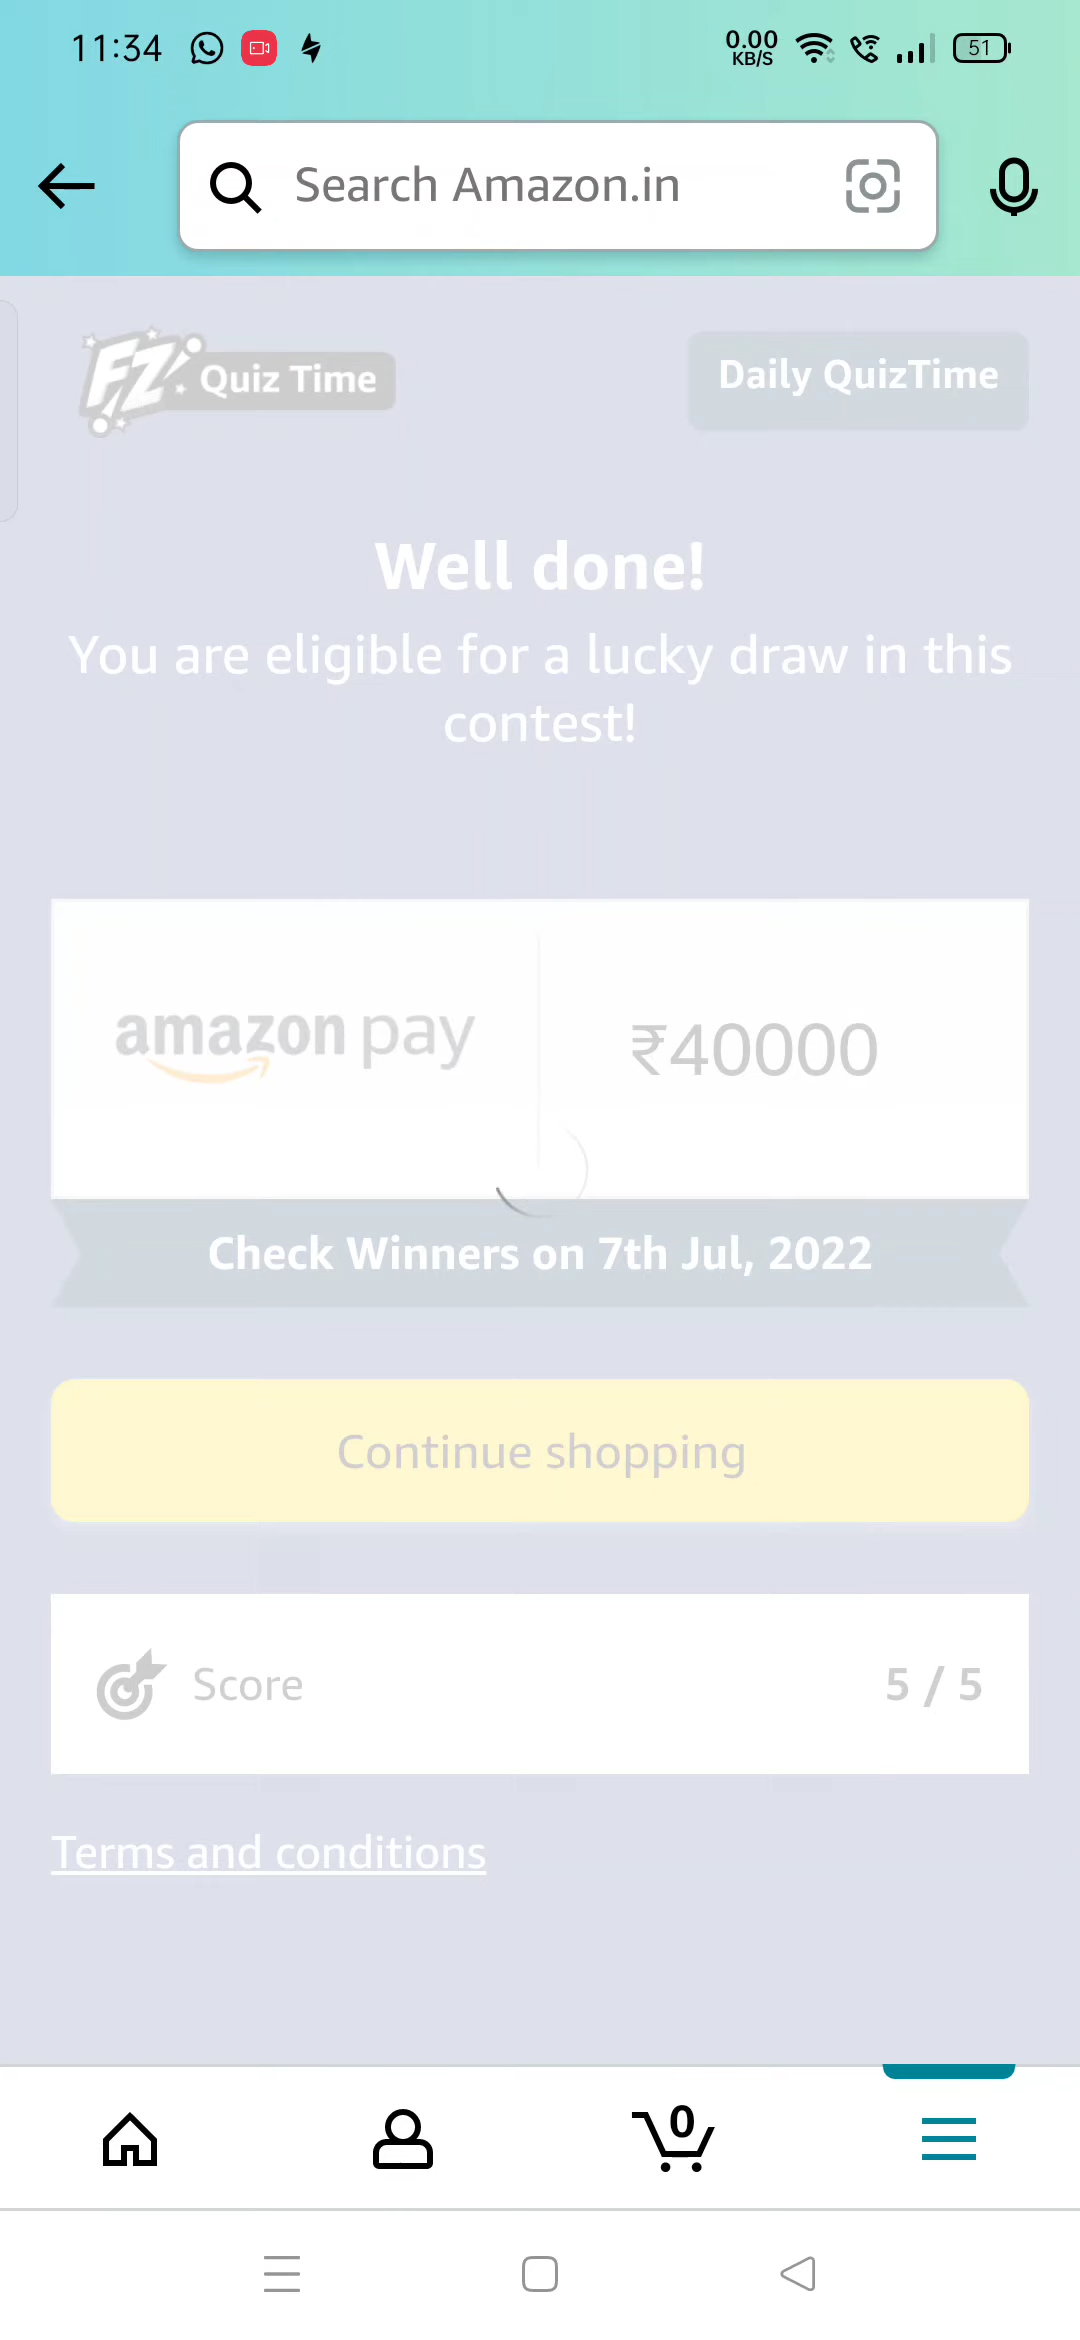 11:34
0.00
KB/S
51
Search Amazon.in
FZ Quiz Time
Daily QuizTime
Well done!
You are eligible for a lucky draw in this
contest!
amazon pay
₹40000
Check Winners on 7th Jul, 2022
Continue shopping
Score
5 / 5
Terms and conditions
0